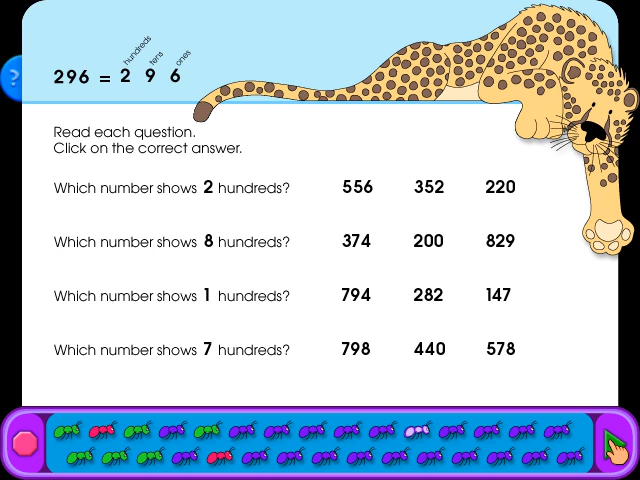 hundreds tens ones
296 = 2 9 6
?
Read each question.
Click on the correct answer.
Which number shows 2 hundreds? 556 352 220
Which number shows 8 hundreds? 374 200 829
Which number shows 1 hundreds? 794 282 147
Which number shows 7 hundreds? 798 440 578